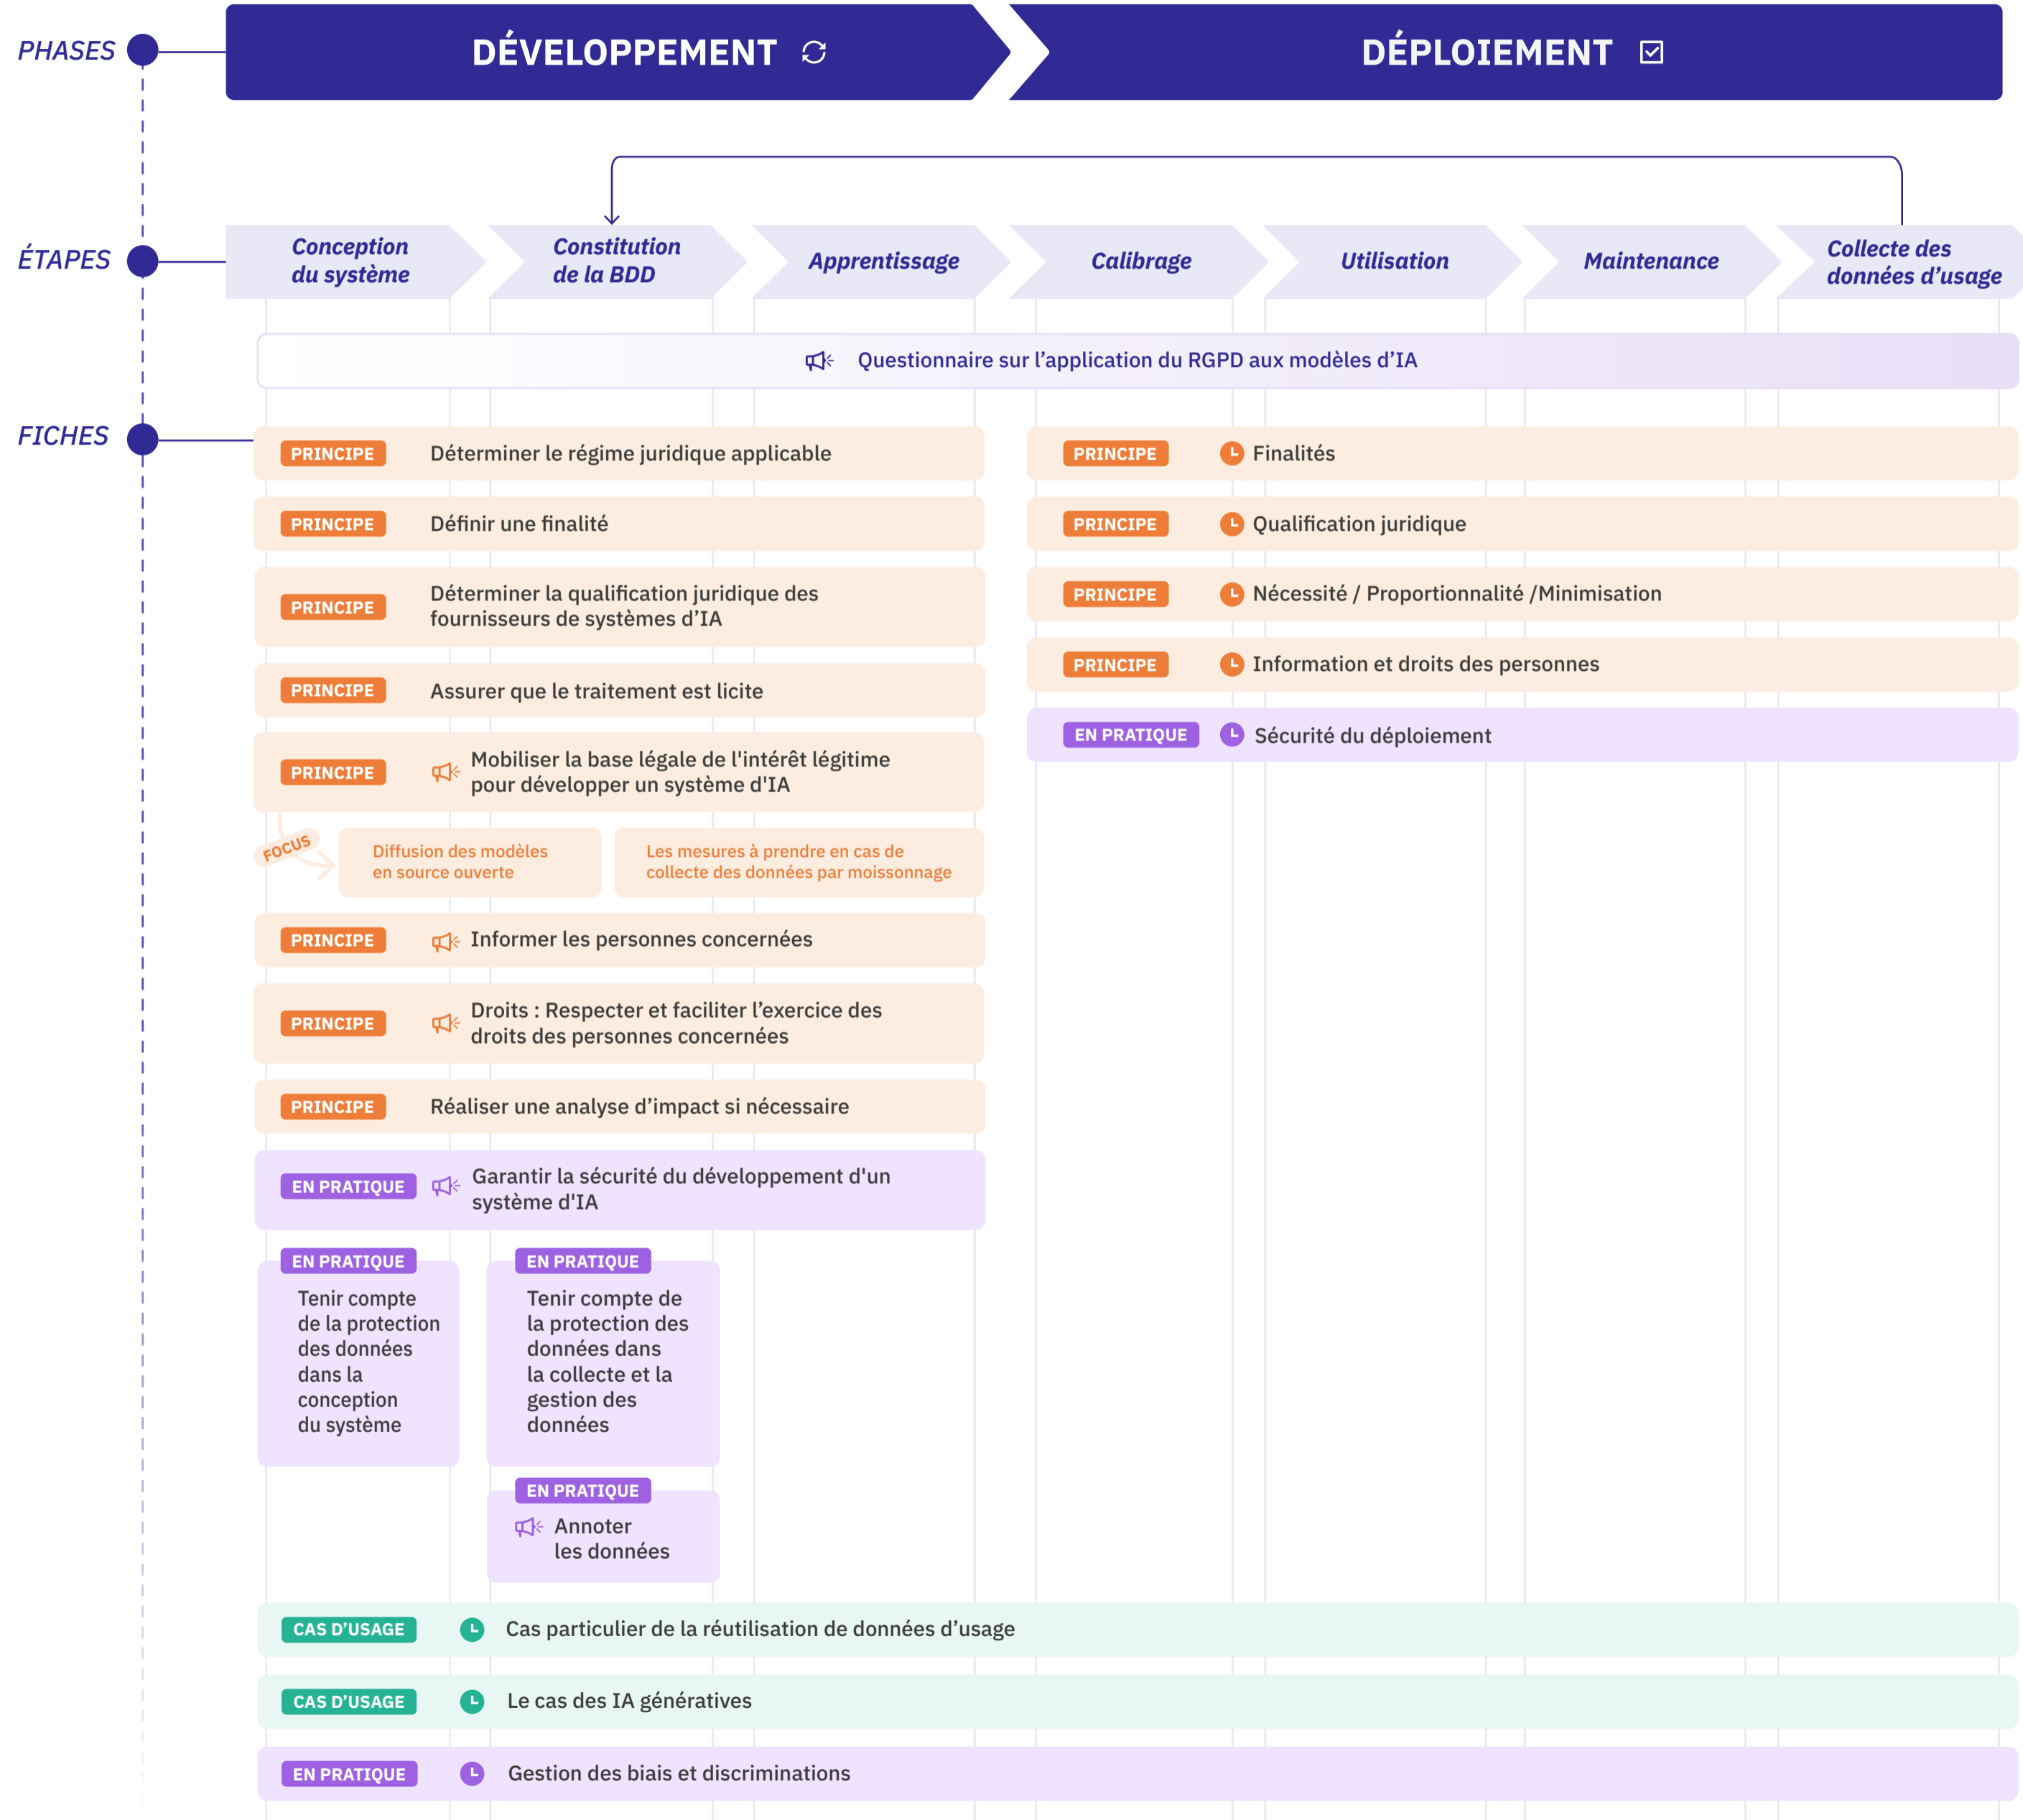 PHASES
DÉVELOPPEMENT
DÉPLOIEMENT
ÉTAPES
Conception
du système
Constitution
de la BDD
Apprentissage
Calibrage
Utilisation
Maintenance
Collecte des
données d’usage
Questionnaire sur l’application du RGPD aux modèles d’IA
FICHES
PRINCIPE
Déterminer le régime juridique applicable
PRINCIPE
Définir une finalité
PRINCIPE
Déterminer la qualification juridique des
fournisseurs de systèmes d’IA
PRINCIPE
Assurer que le traitement est licite
PRINCIPE
Mobiliser la base légale de l'intérêt légitime
pour développer un système d'IA
FOCUS
Diffusion des modèles
en source ouverte
Les mesures à prendre en cas de
collecte des données par moissonnage
PRINCIPE
Informer les personnes concernées
PRINCIPE
Droits : Respecter et faciliter l’exercice des
droits des personnes concernées
PRINCIPE
Réaliser une analyse d’impact si nécessaire
EN PRATIQUE
Garantir la sécurité du développement d'un
système d'IA
EN PRATIQUE
Tenir compte
de la protection
des données
dans la
conception
du système
EN PRATIQUE
Tenir compte de
la protection des
données dans
la collecte et la
gestion des
données
EN PRATIQUE
Annoter
les données
PRINCIPE
Finalités
PRINCIPE
Qualification juridique
PRINCIPE
Nécessité / Proportionnalité /Minimisation
PRINCIPE
Information et droits des personnes
EN PRATIQUE
Sécurité du déploiement
CAS D’USAGE
Cas particulier de la réutilisation de données d’usage
CAS D’USAGE
Le cas des IA génératives
EN PRATIQUE
Gestion des biais et discriminations